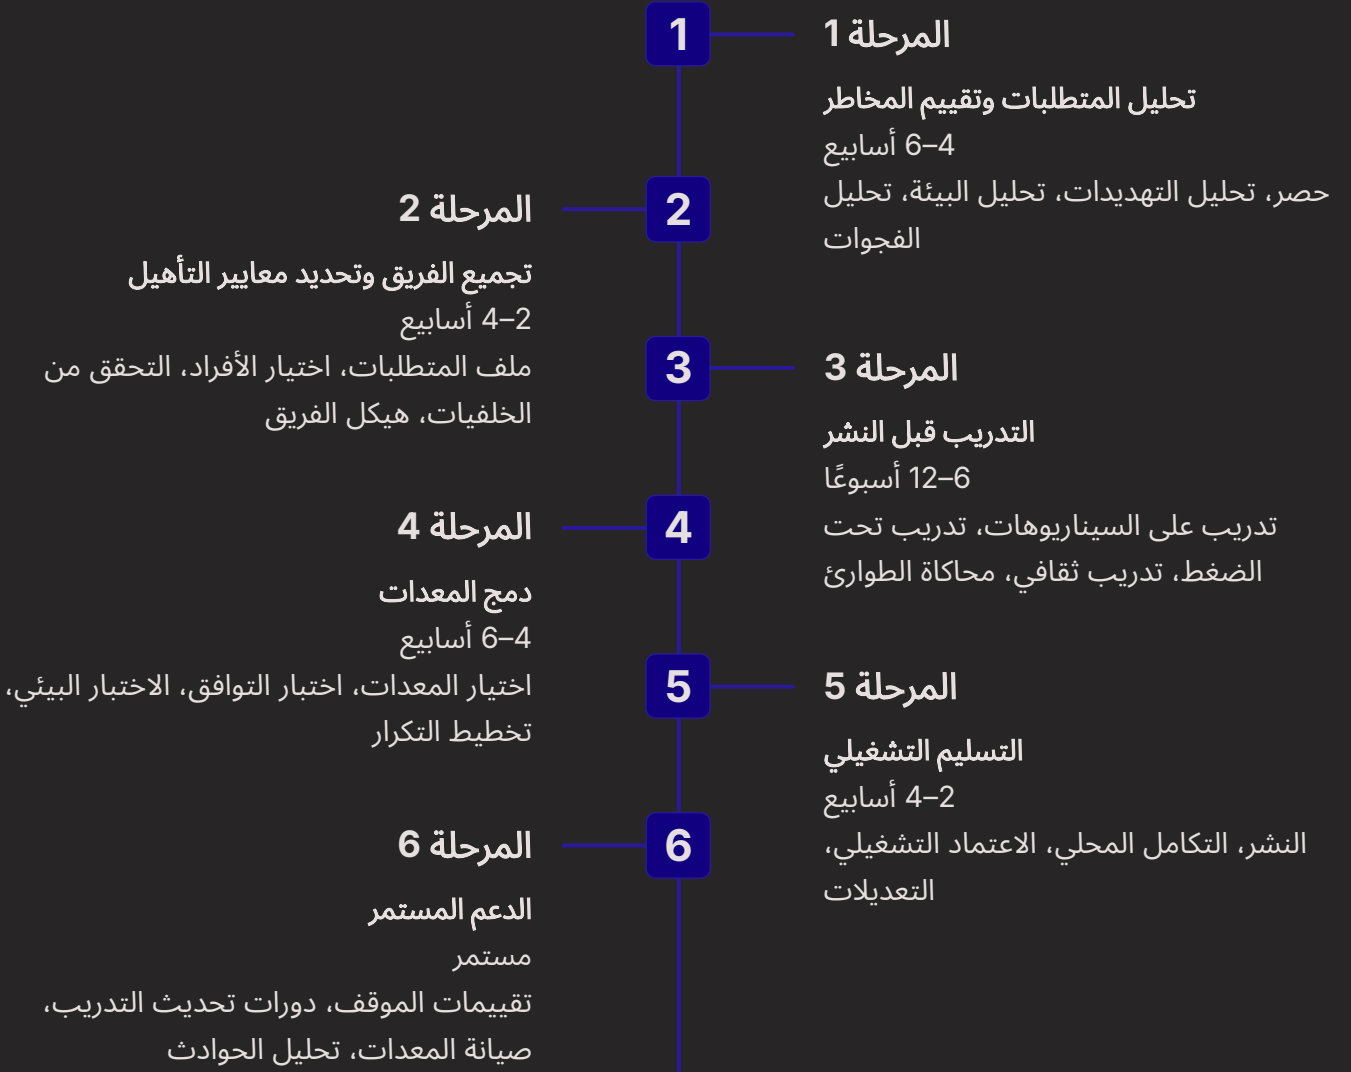 1
المرحلة 1
تحليل المتطلبات وتقييم المخاطر
4–6 أسابيع
حصر، تحليل التهديدات، تحليل البيئة، تحليل
الفجوات
2
المرحلة 2
تجميع الفريق وتحديد معايير التأهيل
2–4 أسابيع
ملف المتطلبات، اختيار الأفراد، التحقق من
الخلفيات، هيكل الفريق
3
المرحلة 3
التدريب قبل النشر
6–12 أسبوعًا
تدريب على السيناريوهات، تدريب تحت
الضغط، تدريب ثقافي، محاكاة الطوارئ
4
المرحلة 4
دمج المعدات
4–6 أسابيع
اختيار المعدات، اختبار التوافق، الاختبار البيئي،
تخطيط التكرار
5
المرحلة 5
التسليم التشغيلي
2–4 أسابيع
النشر، التكامل المحلي، الاعتماد التشغيلي،
التعديلات
6
المرحلة 6
الدعم المستمر
مستمر
تقييمات الموقف، دورات تحديث التدريب،
صيانة المعدات، تحليل الحوادث